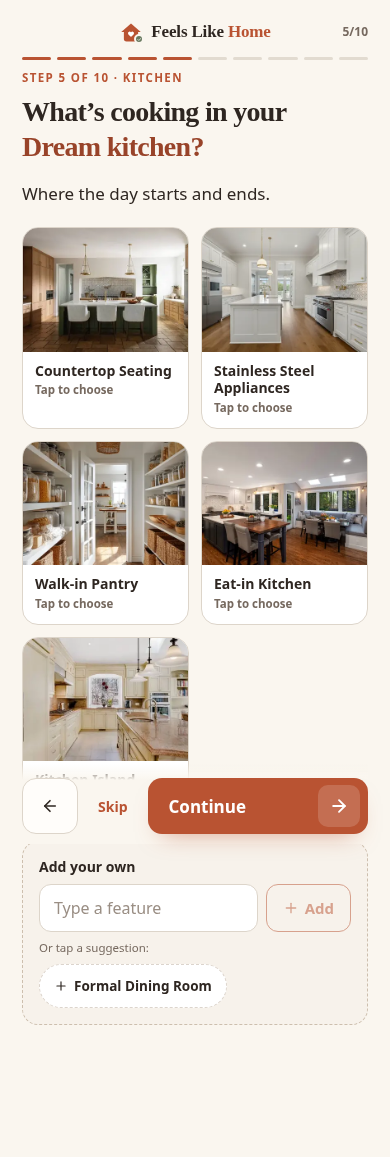 Feels Like Home
5/10
STEP 5 OF 10 · KITCHEN
What’s cooking in your
Dream kitchen?
Where the day starts and ends.
Countertop Seating
Tap to choose
Stainless Steel
Appliances
Tap to choose
Walk-in Pantry
Tap to choose
Eat-in Kitchen
Tap to choose
Kitchen Island
Skip
Continue
Add your own
Type a feature
Add
Or tap a suggestion:
Formal Dining Room